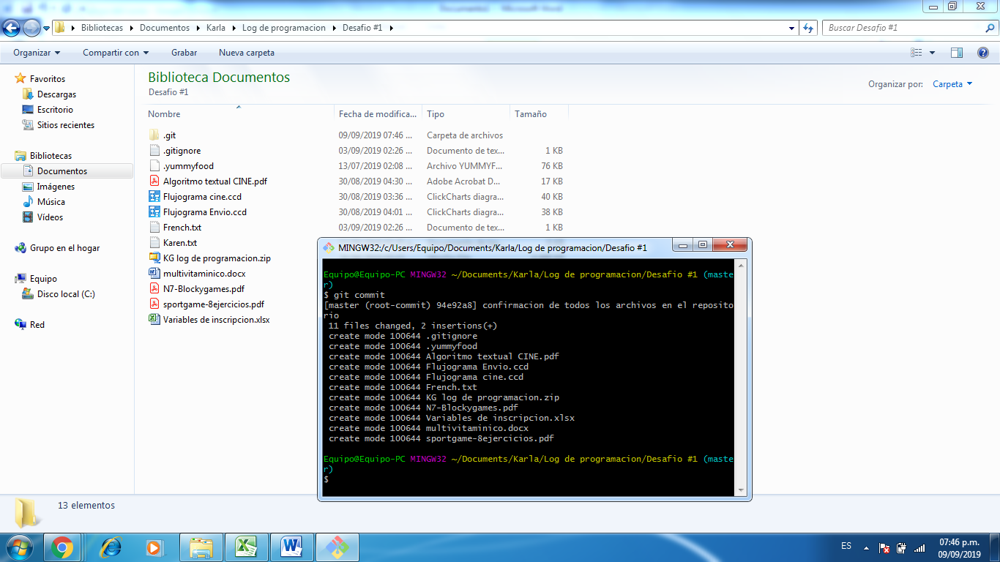 Documento1 - Microsoft Word
Bibliotecas Documentos Karla Log de programacion Desafio #1
Buscar Desafio #1
Organizar Compartir con Grabar Nueva carpeta
Favoritos
Descargas
Escritorio
Sitios recientes
Bibliotecas
Documentos
Imágenes
Música
Vídeos
Grupo en el hogar
Equipo
Disco local (C:)
Red
Biblioteca Documentos
Desafio #1
Organizar por: Carpeta
Nombre Fecha de modifica... Tipo Tamaño
.git 09/09/2019 07:46 ... Carpeta de archivos
.gitignore 03/09/2019 02:26 ... Documento de tex... 1 KB
.yummyfood 13/07/2019 02:08 ... Archivo YUMMYF... 76 KB
Algoritmo textual CINE.pdf 30/08/2019 04:30 ... Adobe Acrobat D... 17 KB
Flujograma cine.ccd 30/08/2019 03:36 ... ClickCharts diagra... 40 KB
Flujograma Envio.ccd 30/08/2019 04:01 ... ClickCharts diagra... 38 KB
French.txt 03/09/2019 02:26 ... Documento de tex... 1 KB
Karen.txt
KG log de programacion.zip
multivitaminico.docx
N7-Blockygames.pdf
sportgame-8ejercicios.pdf
Variables de inscripcion.xlsx
MINGW32:/c/Users/Equipo/Documents/Karla/Log de programacion/Desafio #1
Equipo@Equipo-PC MINGW32 ~/Documents/Karla/Log de programacion/Desafio #1 (maste
r)
$ git commit
[master (root-commit) 94e92a8] confirmacion de todos los archivos en el reposito
rio
11 files changed, 2 insertions(+)
create mode 100644 .gitignore
create mode 100644 .yummyfood
create mode 100644 Algoritmo textual CINE.pdf
create mode 100644 Flujograma Envio.ccd
create mode 100644 Flujograma cine.ccd
create mode 100644 French.txt
create mode 100644 KG log de programacion.zip
create mode 100644 N7-Blockygames.pdf
create mode 100644 Variables de inscripcion.xlsx
create mode 100644 multivitaminico.docx
create mode 100644 sportgame-8ejercicios.pdf
Equipo@Equipo-PC MINGW32 ~/Documents/Karla/Log de programacion/Desafio #1 (maste
r)
$
13 elementos
ES
07:46 p.m.
09/09/2019